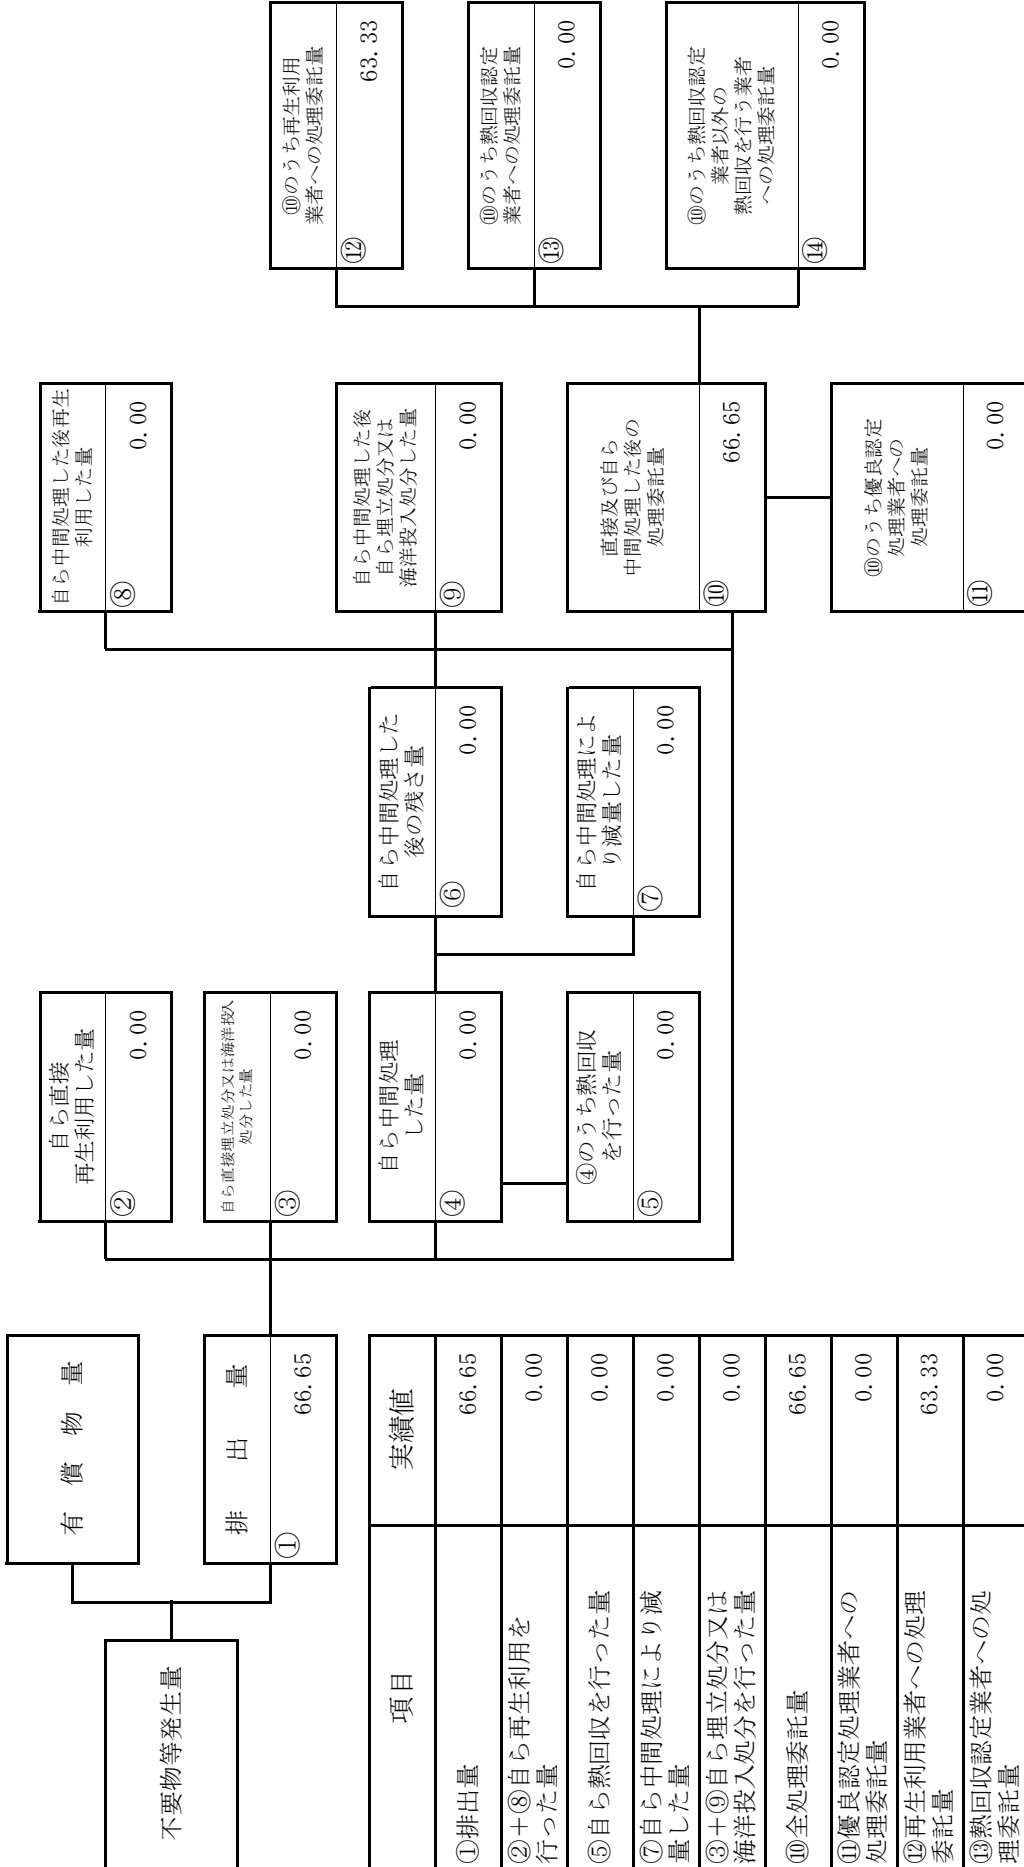 不要物等発生量
有償物量
排出量
①
66.65
自ら直接
再生利用した量
②
0.00
自ら直接埋立処分又は海洋投入
処分した量
③
0.00
自ら中間処理
した量
④
0.00
④のうち熱回収
を行った量
⑤
0.00
自ら中間処理した
後の残さ量
⑥
0.00
自ら中間処理によ
り減量した量
⑦
0.00
自ら中間処理した後再生
利用した量
⑧
0.00
自ら中間処理した後
自ら埋立処分又は
海洋投入処分した量
⑨
0.00
直接及び自ら
中間処理した後の
処理委託量
⑩
66.65
⑩のうち優良認定
処理業者への
処理委託量
⑪
0.00
⑩のうち再生利用
業者への処理委託量
⑫
63.33
⑩のうち熱回収認定
業者への処理委託量
⑬
0.00
⑩のうち熱回収認定
業者以外の
熱回収を行う業者
への処理委託量
⑭
0.00
項目
実績値
①排出量
66.65
②+⑧自ら再生利用を
行った量
0.00
⑤自ら熱回収を行った量
0.00
⑦自ら中間処理により減
量した量
0.00
③+⑨自ら埋立処分又は
海洋投入処分を行った量
0.00
⑩全処理委託量
66.65
⑪優良認定処理業者への
処理委託量
0.00
⑫再生利用業者への処理
委託量
63.33
⑬熱回収認定業者への処
理委託量
0.00